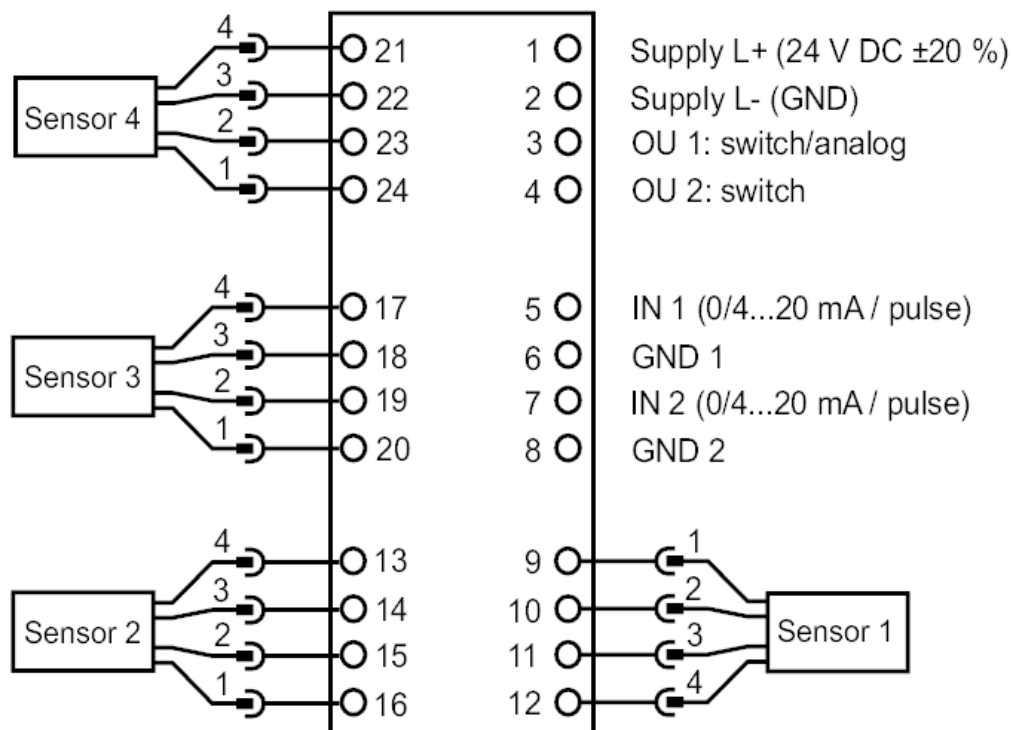 4 21 1 Supply L+ (24 V DC ±20 %)
3 22 2 Supply L- (GND)
Sensor 4
2 23 3 OU 1: switch/analog
1 24 4 OU 2: switch
4 17 5 IN 1 (0/4...20 mA / pulse)
3 18 6 GND 1
Sensor 3
2 19 7 IN 2 (0/4...20 mA / pulse)
1 20 8 GND 2
4 13 9 1
3 14 10 2
Sensor 2 Sensor 1
2 15 11 3
1 16 12 4